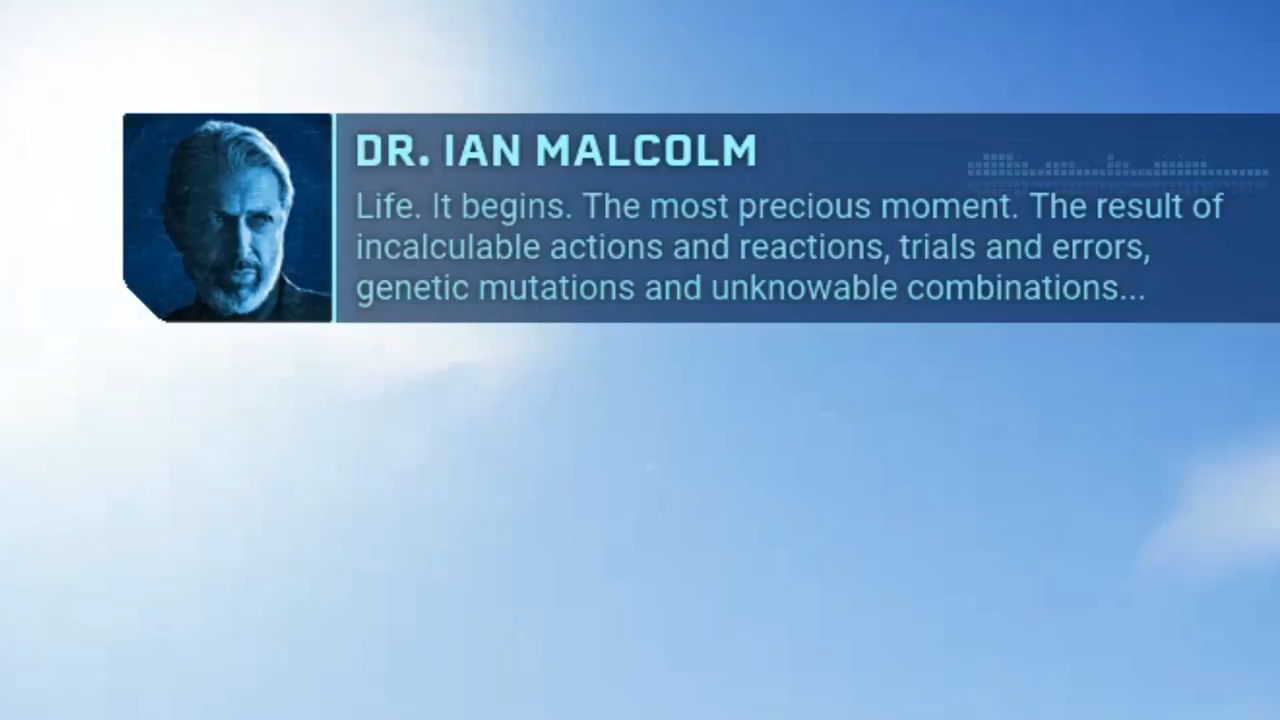 DR. IAN MALCOLM
Life. It begins. The most precious moment. The result of
incalculable actions and reactions, trials and errors,
genetic mutations and unknowable combinations...